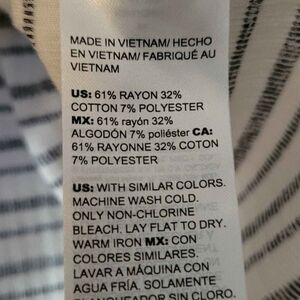 MADE IN VIETNAM/ HECHO
EN VIETNAM/ FABRIQUÉ AU
VIETNAM
US: 61% RAYON 32%
COTTON 7% POLYESTER
MX: 61% rayón 32%
ALGODÓN 7% poliéster CA:
61% RAYONNE 32% COTON
7% POLYESTER
US: WITH SIMILAR COLORS.
MACHINE WASH COLD.
ONLY NON-CHLORINE
BLEACH. LAY FLAT TO DRY.
WARM IRON MX: CON
COLORES SIMILARES.
LAVAR A MÁQUINA CON
AGUA FRÍA. SOLAMENTE
BLANQUEADOR SIN CLORO.